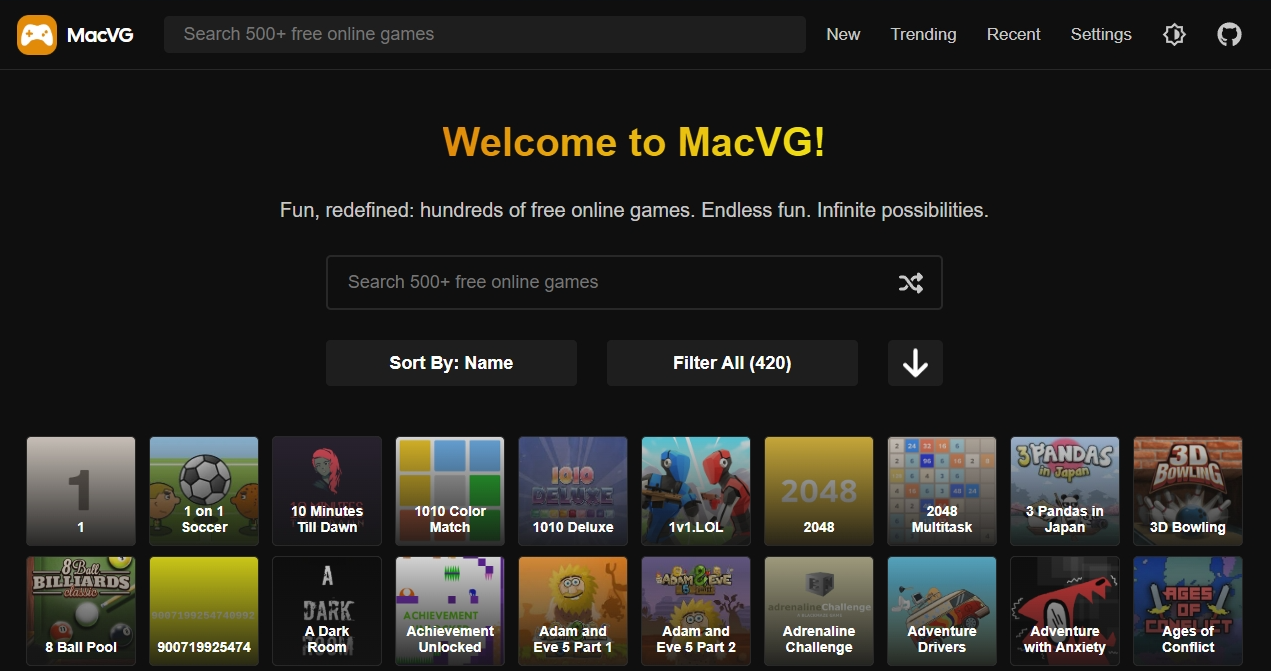 MacVG
Search 500+ free online games
New
Trending
Recent
Settings
Welcome to MacVG!
Fun, redefined: hundreds of free online games. Endless fun. Infinite possibilities.
Search 500+ free online games
Sort By: Name
Filter All (420)
1
1
1 on 1
Soccer
10 Minutes
Till Dawn
1010 Color
Match
1010
DELUXE
1010 Deluxe
1v1.LOL
2048
2048
2048
Multitask
3 PANDAS
in Japan
3 Pandas in
Japan
3D
BOWLING
3D Bowling
8 Ball
BILLIARDS
classic
8 Ball Pool
900719925474
A
DARK
ROOM
A Dark
Room
ACHIEVEMENT
Achievement
Unlocked
Adam and
Eve 5 Part 1
ADAM & EVE
Adam and
Eve 5 Part 2
adrenalineChallenge
Adrenaline
Challenge
Adventure
Drivers
Adventure
with Anxiety
AGES
OF
CONFLICT
Ages of
Conflict